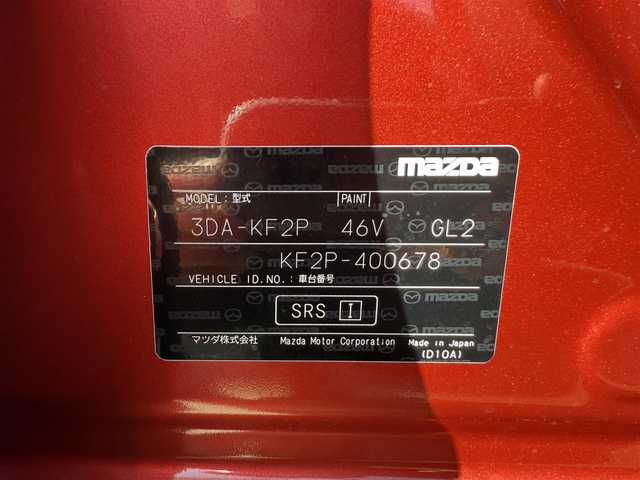 mazda
MODEL: 型式 PAINT
3DA-KF2P 46V GL2
KF2P-400678
VEHICLE ID.NO.: 車台番号
SRS I
マツダ株式会社 Mazda Motor Corporation Made in Japan
(D10A)